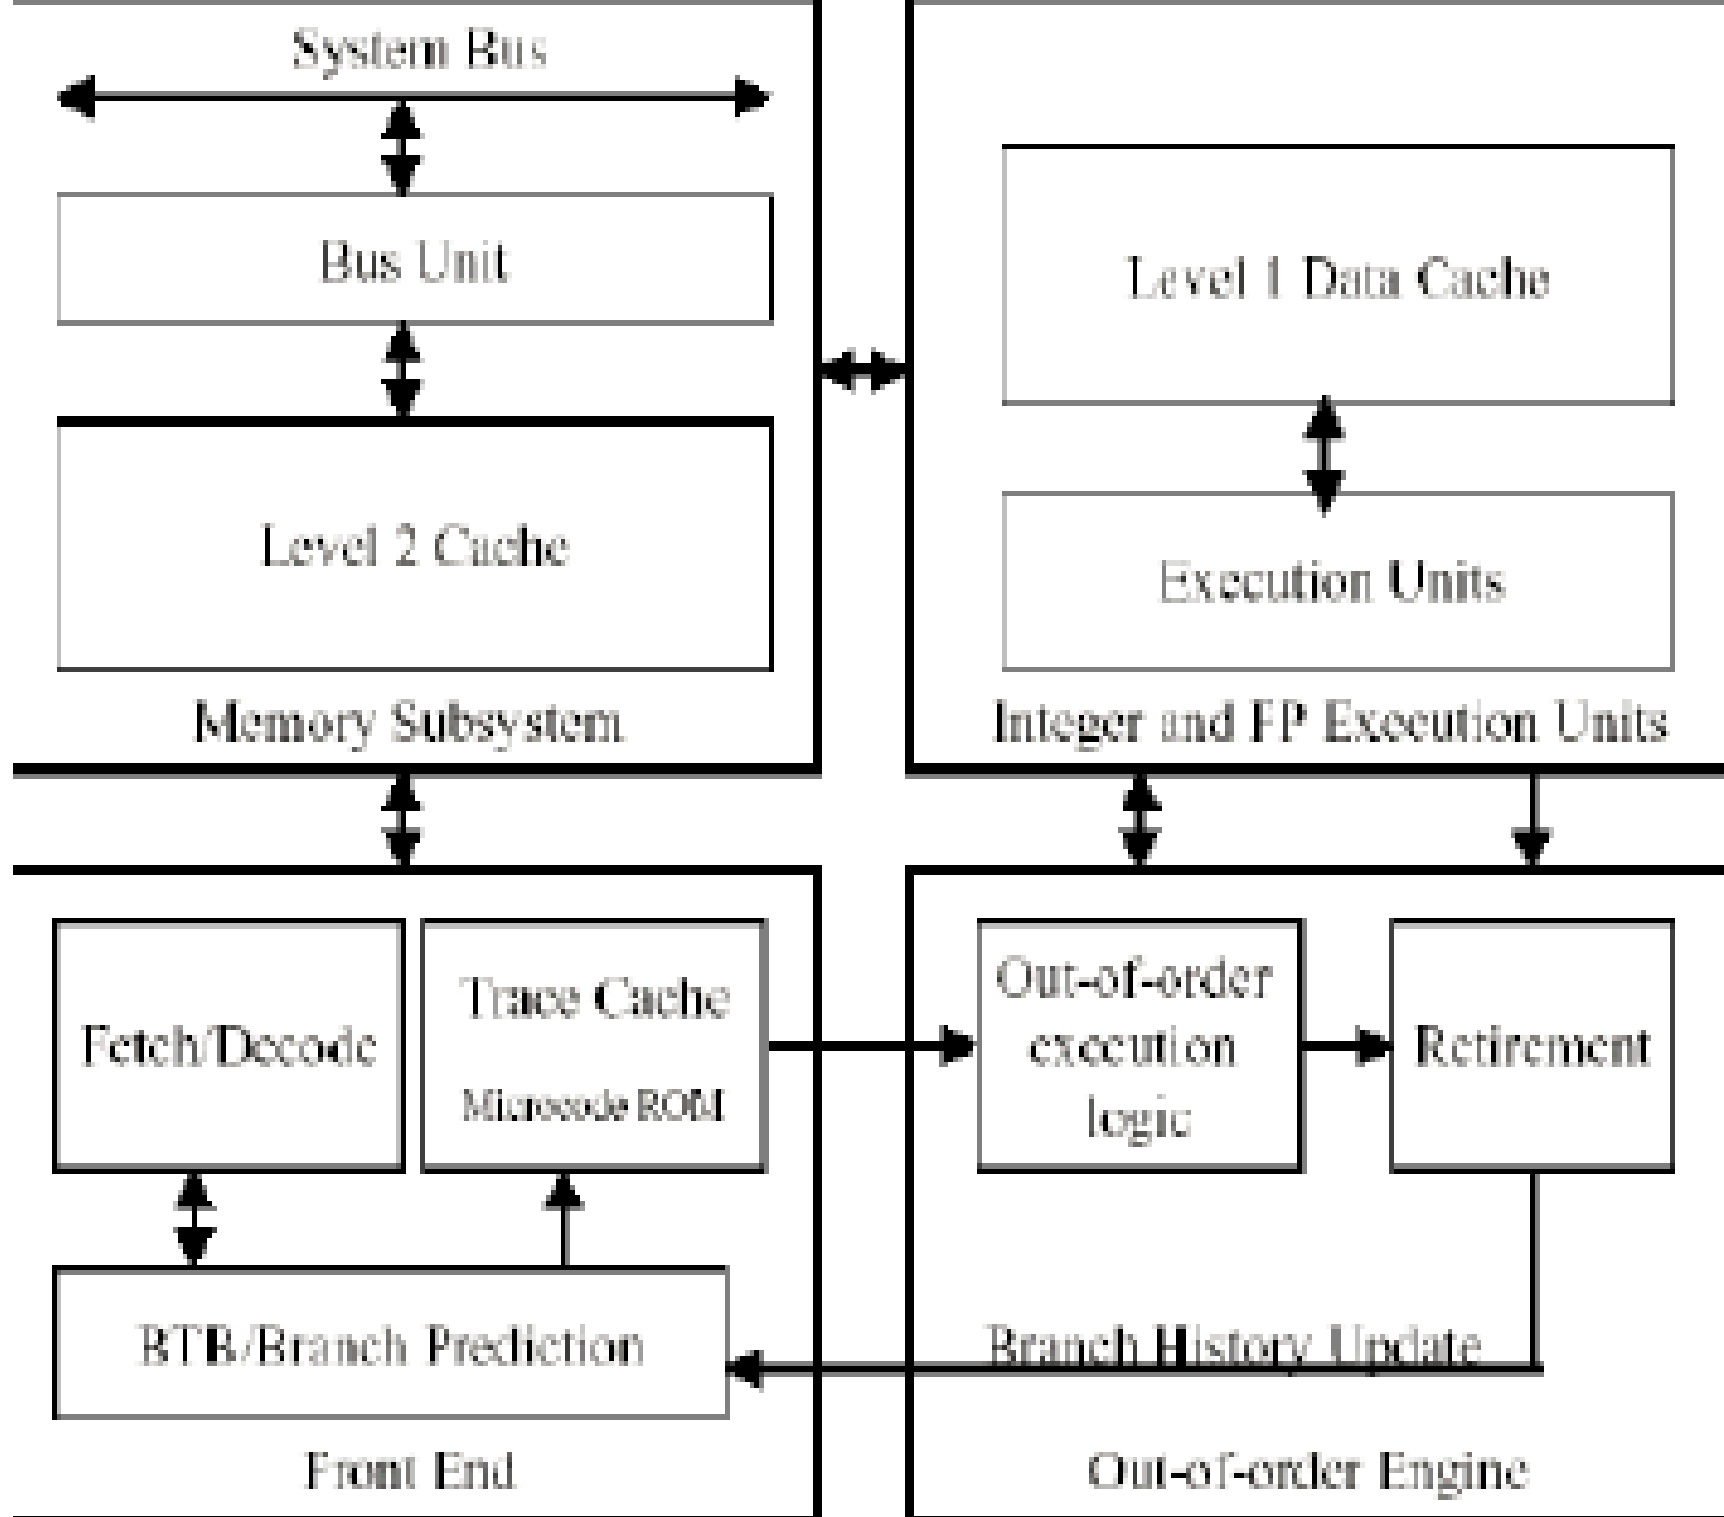 System Bus
Bus Unit
Level 2 Cache
Memory Subsystem
Level 1 Data Cache
Execution Units
Integer and FP Execution Units
Fetch/Decode
Trace Cache
Microcode ROM
BTB/Branch Prediction
Front End
Out-of-order
execution
logic
Retirement
Branch History Update
Out-of-order Engine